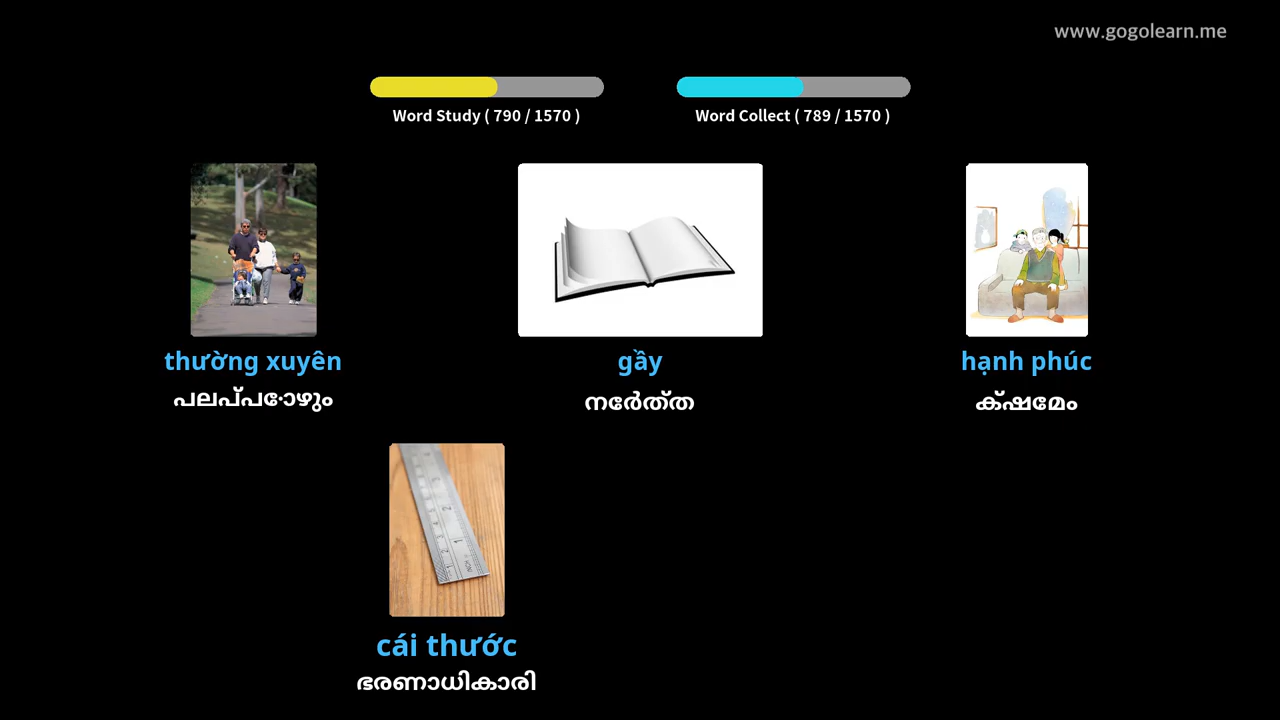 www.gogolearn.me
Word Study ( 790 / 1570 )
Word Collect ( 789 / 1570 )
thường xuyên
പലപ്പോഴും
gầy
നേർത്ത
hạnh phúc
ക്ഷേമം
cái thước
ഭരണാധികാരി